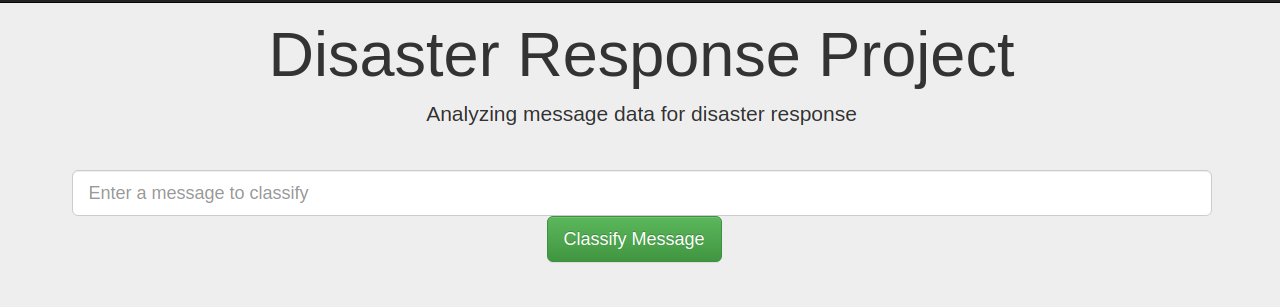 Disaster Response Project
Analyzing message data for disaster response
Enter a message to classify
Classify Message